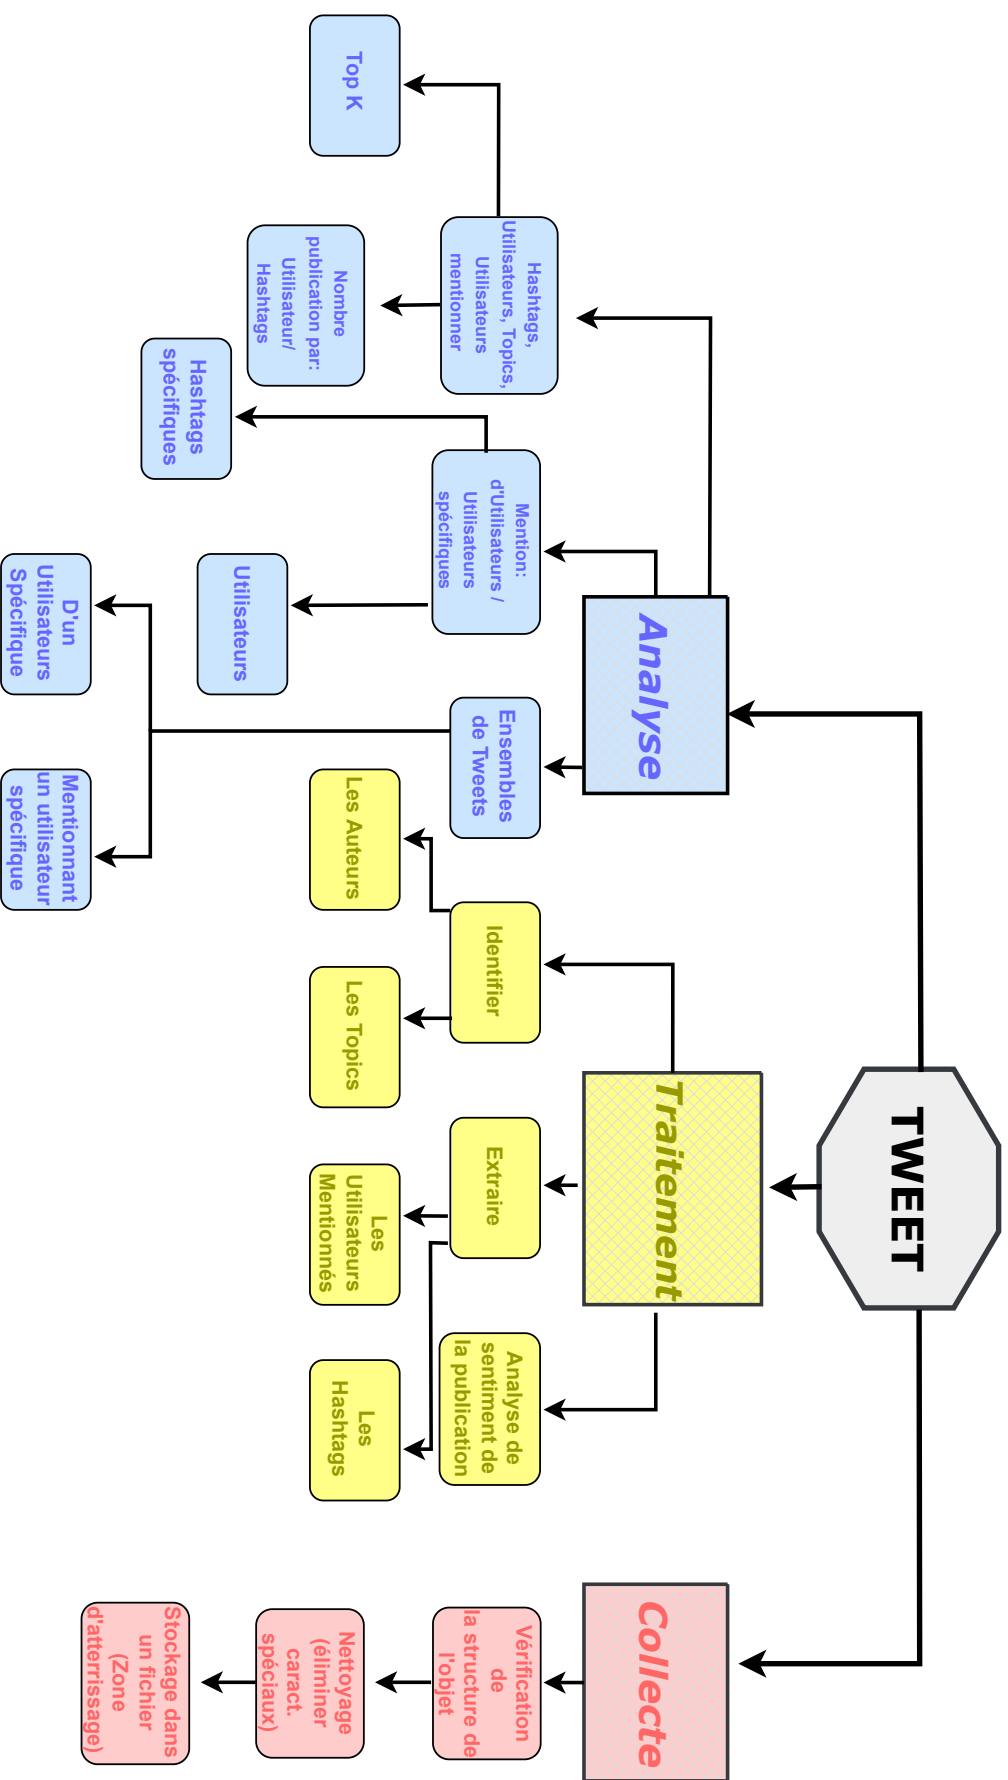 TWEET
Analyse
Traitement
Collecte
Hashtags,
Utilisateurs, Topics,
Utilisateurs
mentionner
Mention:
d'Utilisateurs /
Utilisateurs
spécifiques
Ensembles
de Tweets
Identifier
Extraire
Analyse de
sentiment de
la publication
Vérification
de
la structure de
l'objet
Top K
Nombre
publication par:
Utilisateur/
Hashtags
Hashtags
spécifiques
Utilisateurs
D'un
Utilisateurs
Spécifique
Mentionnant
un utilisateur
spécifique
Les Auteurs
Les Topics
Les
Utilisateurs
Mentionnés
Les
Hashtags
Nettoyage
(éliminer
caract.
spéciaux)
Stockage dans
un fichier
(Zone
d'atterrissage)